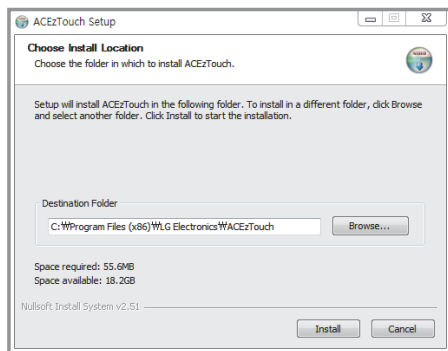 ACEzTouch Setup
Choose Install Location
Choose the folder in which to install ACEzTouch.
Setup will install ACEzTouch in the following folder. To install in a different folder, click Browse
and select another folder. Click Install to start the installation.
Destination Folder
C:₩Program Files (x86)₩LG Electronics₩ACEzTouch
Browse...
Space required: 55.6MB
Space available: 18.2GB
Nullsoft Install System v2.51
Install Cancel